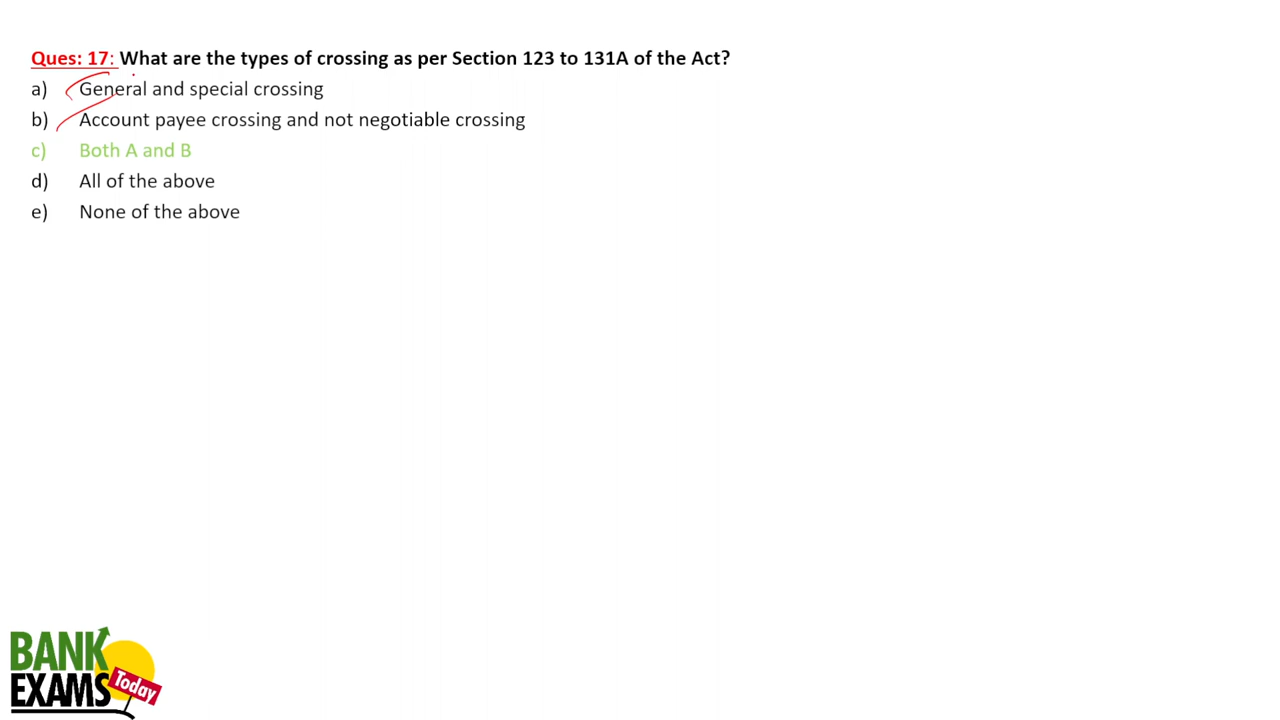 Ques: 17: What are the types of crossing as per Section 123 to 131A of the Act?
a) General and special crossing
b) Account payee crossing and not negotiable crossing
c) Both A and B
d) All of the above
e) None of the above
BANK
EXAMS
Today